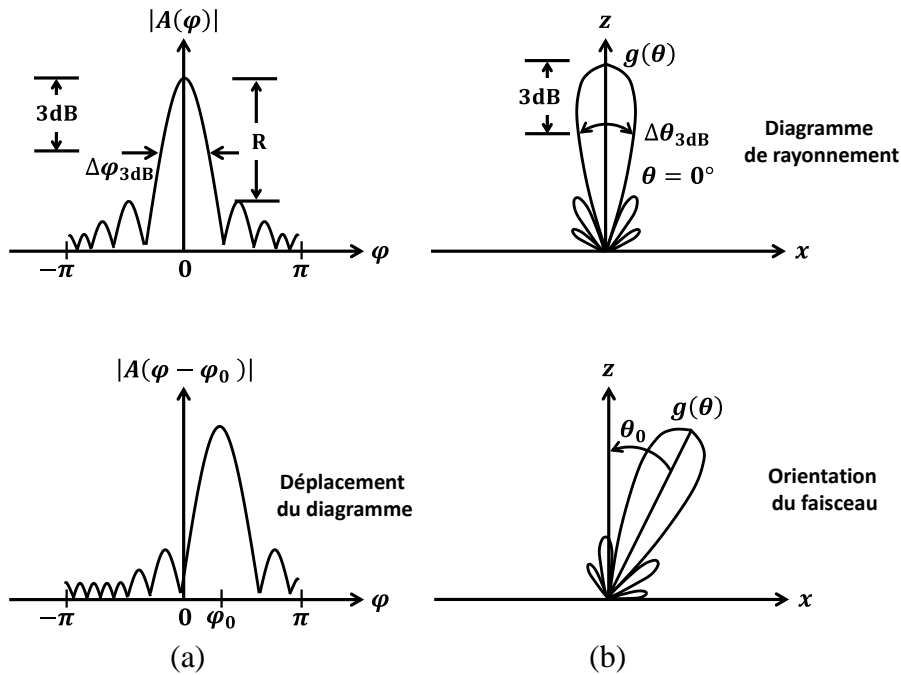 |A(φ)|
3dB
Δφ3dB
R
−π
0
π
φ
z
g(θ)
3dB
Δθ3dB
θ = 0°
x
Diagramme
de rayonnement
|A(φ − φ0 )|
Déplacement
du diagramme
−π
0
φ0
π
φ
(a)
z
θ0
g(θ)
x
Orientation
du faisceau
(b)